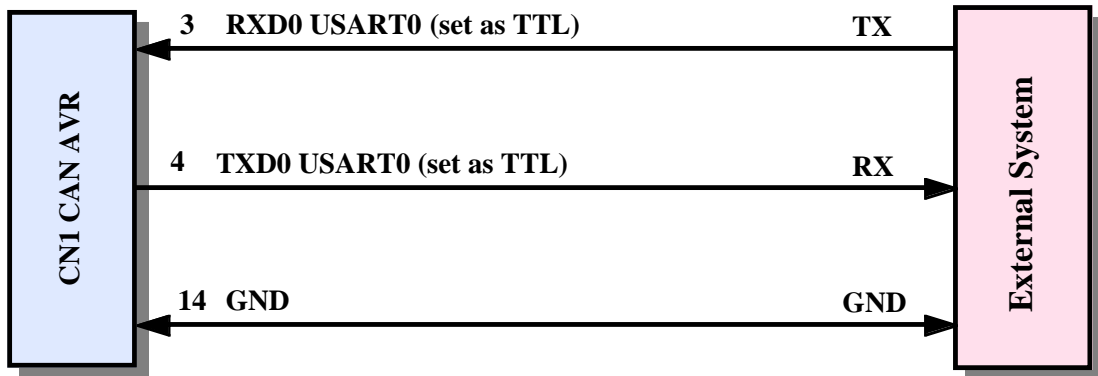 3 RXD0 USART0 (set as TTL) TX
CN1 CAN AVR
4 TXD0 USART0 (set as TTL) RX
External System
14 GND GND